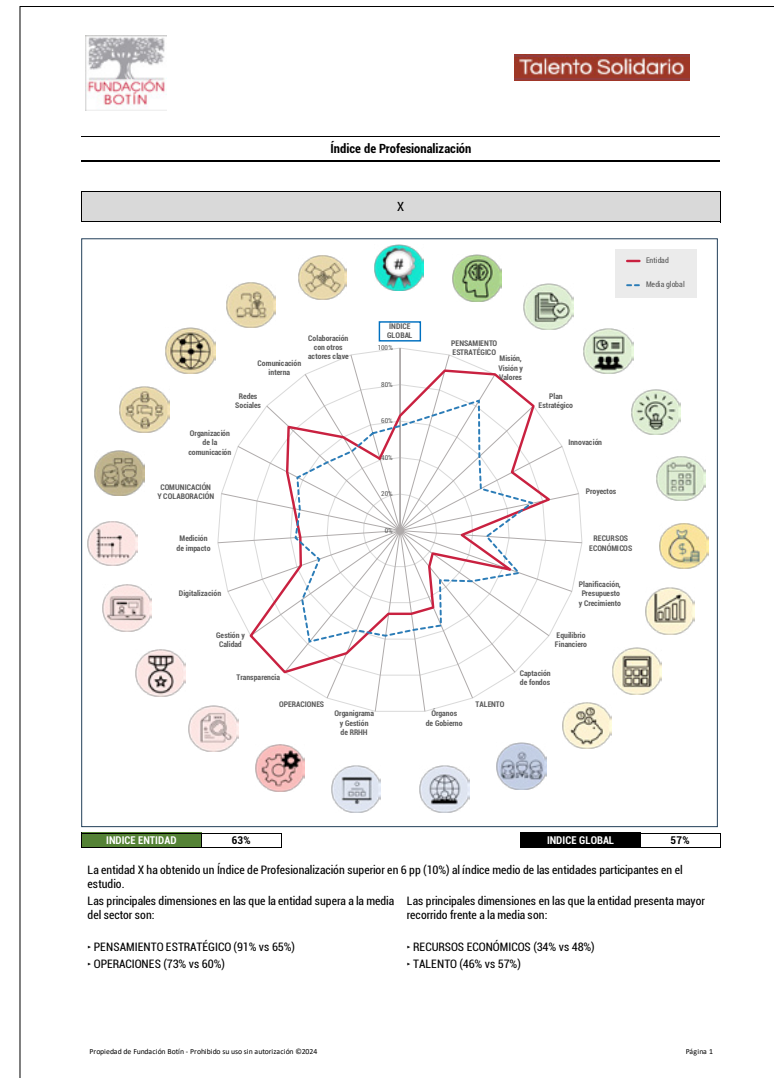 FUNDACIÓN
BOTÍN
Talento Solidario
Índice de Profesionalización
X
#
Entidad
Media global
INDICE
GLOBAL
100%
80%
60%
40%
20%
0%
PENSAMIENTO
ESTRATÉGICO
Misión,
Visión y
Valores
Plan
Estratégico
Innovación
Proyectos
RECURSOS
ECONÓMICOS
Planificación,
Presupuesto
y Crecimiento
Equilibrio
Financiero
Captación
de fondos
TALENTO
Órganos
de Gobierno
Organigrama
y Gestión
de RRHH
OPERACIONES
Transparencia
Gestión y
Calidad
Digitalización
Medición
de impacto
COMUNICACIÓN
Y COLABORACIÓN
Organización
de la
comunicación
Redes
Sociales
Comunicación
interna
Colaboración
con otros
actores clave
INDICE ENTIDAD 63%
INDICE GLOBAL 57%
La entidad X ha obtenido un Índice de Profesionalización superior en 6 pp (10%) al índice medio de las entidades participantes en el
estudio.
Las principales dimensiones en las que la entidad supera a la media
del sector son:
- PENSAMIENTO ESTRATÉGICO (91% vs 65%)
- OPERACIONES (73% vs 60%)
Las principales dimensiones en las que la entidad presenta mayor
recorrido frente a la media son:
- RECURSOS ECONÓMICOS (34% vs 48%)
- TALENTO (46% vs 57%)
Propiedad de Fundación Botín - Prohibido su uso sin autorización ©2024
Página 1